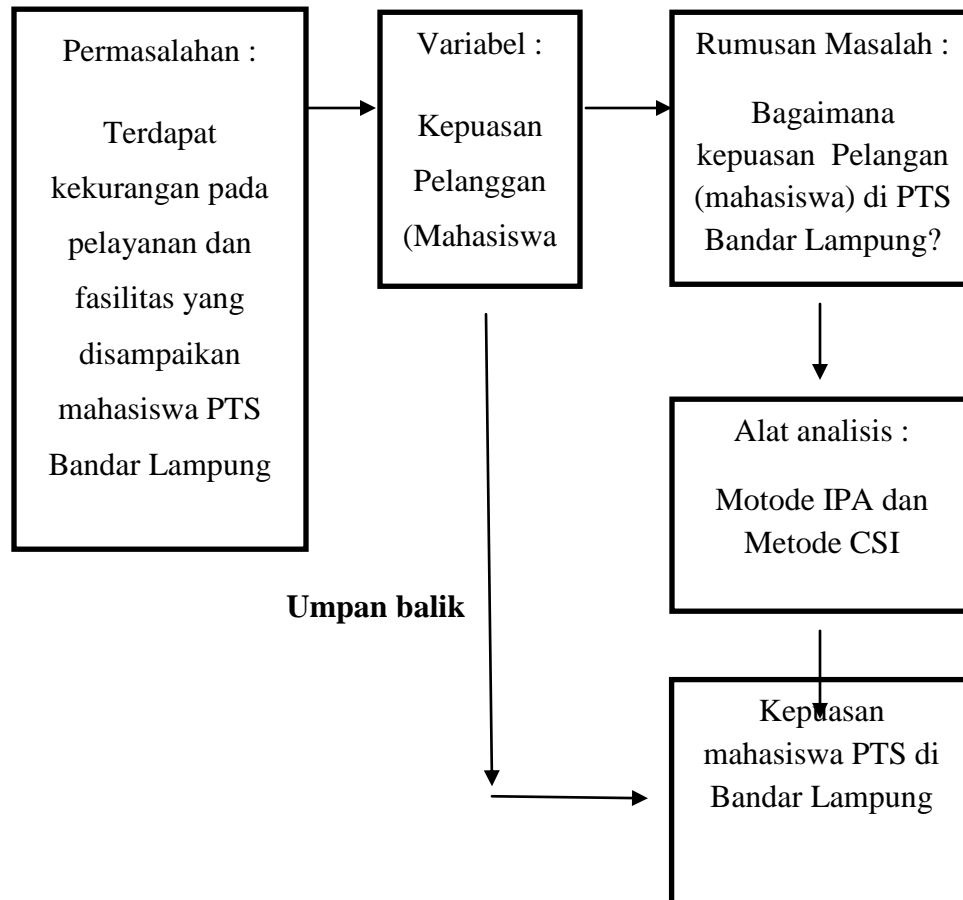 Permasalahan :
Terdapat
kekurangan pada
pelayanan dan
fasilitas yang
disampaikan
mahasiswa PTS
Bandar Lampung
Variabel :
Kepuasan
Pelanggan
(Mahasiswa
Rumusan Masalah :
Bagaimana
kepuasan  Pelangan
(mahasiswa) di PTS
Bandar Lampung?
Alat analisis :
Motode IPA dan
Metode CSI
Umpan balik
Kepuasan
mahasiswa PTS di
Bandar Lampung